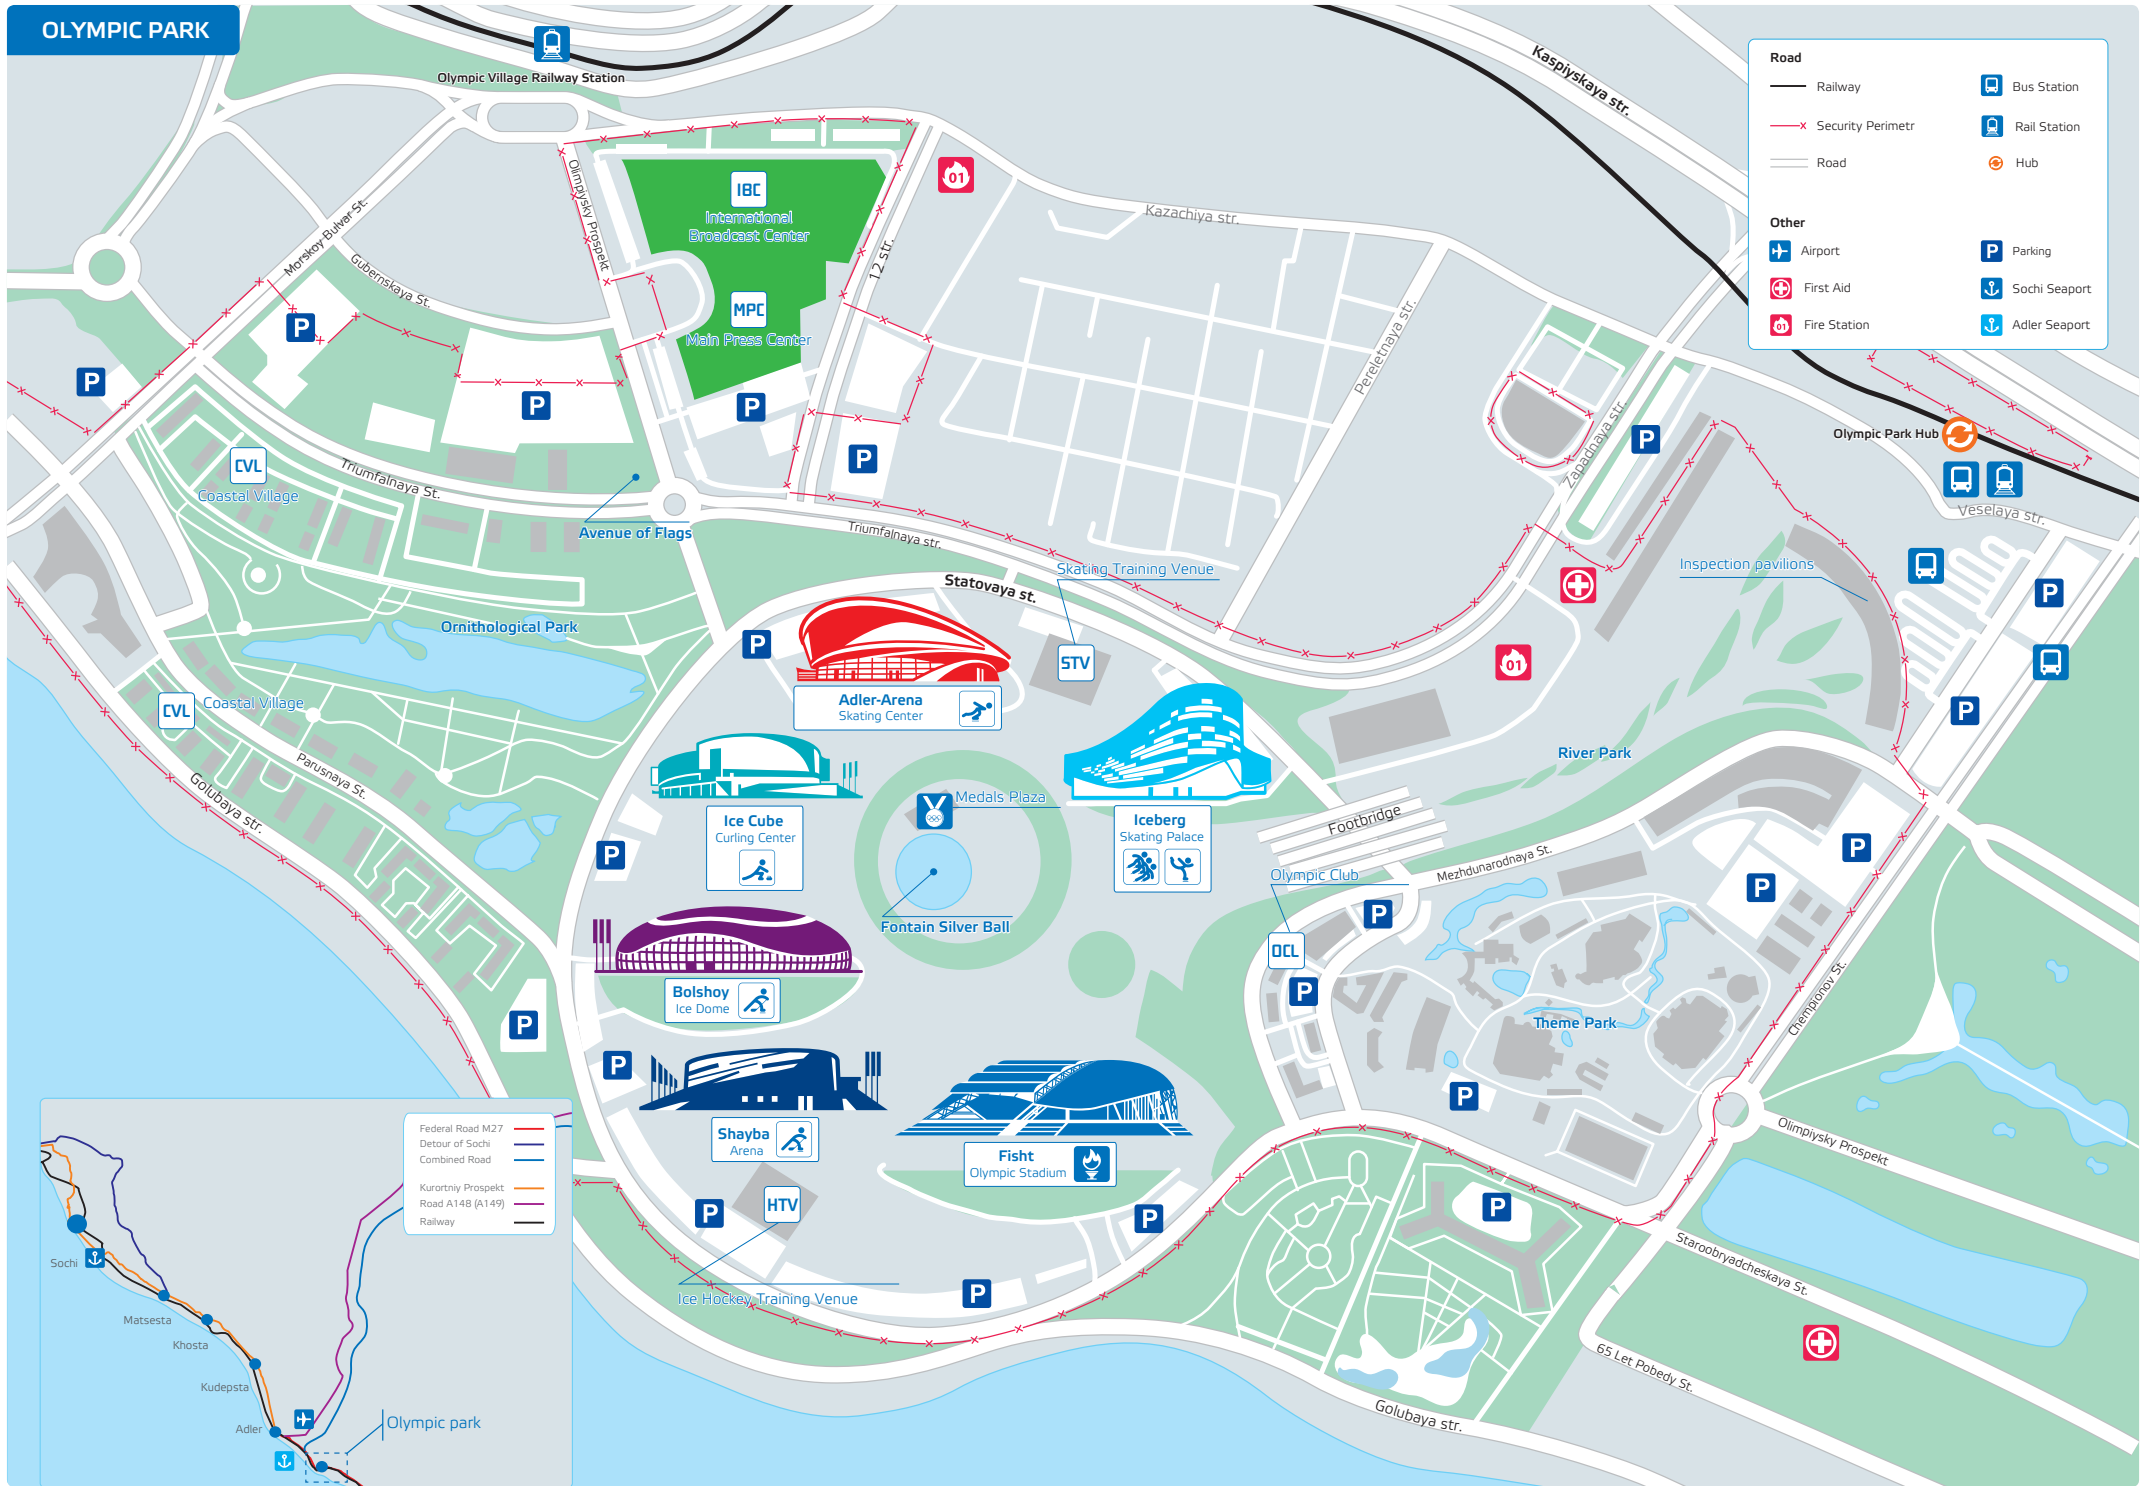 OLYMPIC PARK
Olympic Village Railway Station
Kaspiyskaya str.
Road
Railway
Bus Station
Security Perimetr
Rail Station
Road
Hub
Other
Airport
Parking
First Aid
Sochi Seaport
01
Fire Station
Adler Seaport
Morskoy Bulvar St.
Gubernskaya St.
Olimpiysky Prospekt
IBC
International
Broadcast Center
MPC
Main Press Center
12 str.
01
Kazachiya str.
Pereletnaya str.
Zapadnaya str.
Olympic Park Hub
Veselaya str.
P
P
P
P
P
P
CVL
Coastal Village
Triumfalnaya St.
Avenue of Flags
Triumfalnaya str.
Statovaya st.
Skating Training Venue
STV
Inspection pavilions
01
P
P
P
Ornithological Park
CVL
Coastal Village
Parusnaya St.
Golubaya str.
Adler-Arena
Skating Center
Ice Cube
Curling Center
Medals Plaza
Fontain Silver Ball
Iceberg
Skating Palace
River Park
Footbridge
Mezhdunarodnaya St.
Olympic Club
OCL
P
P
P
P
P
P
Bolshoy
Ice Dome
Theme Park
Chempionov St.
P
P
P
Shayba
Arena
Fisht
Olympic Stadium
HTV
Ice Hockey Training Venue
P
P
P
P
Olimpiysky Prospekt
Staroobryadcheskaya St.
65 Let Pobedy St.
Golubaya str.
Federal Road M27
Detour of Sochi
Combined Road
Kurortniy Prospekt
Road A148 (A149)
Railway
Sochi
Matsesta
Khosta
Kudepsta
Adler
Olympic park